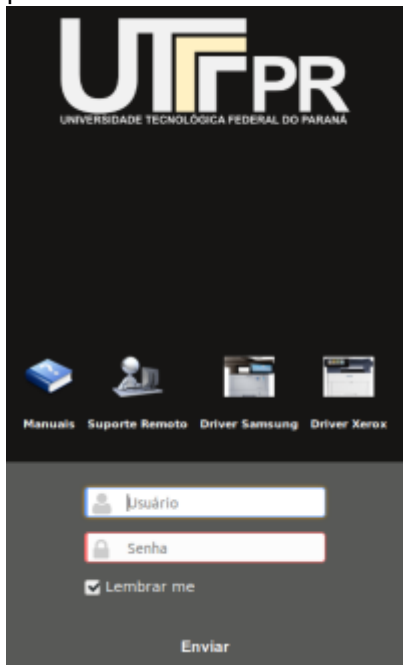 UTFPR
UNIVERSIDADE TECNOLÓGICA FEDERAL DO PARANÁ
Manuais Suporte Remoto Driver Samsung Driver Xerox
Usuário
Senha
Lembrar me
Enviar